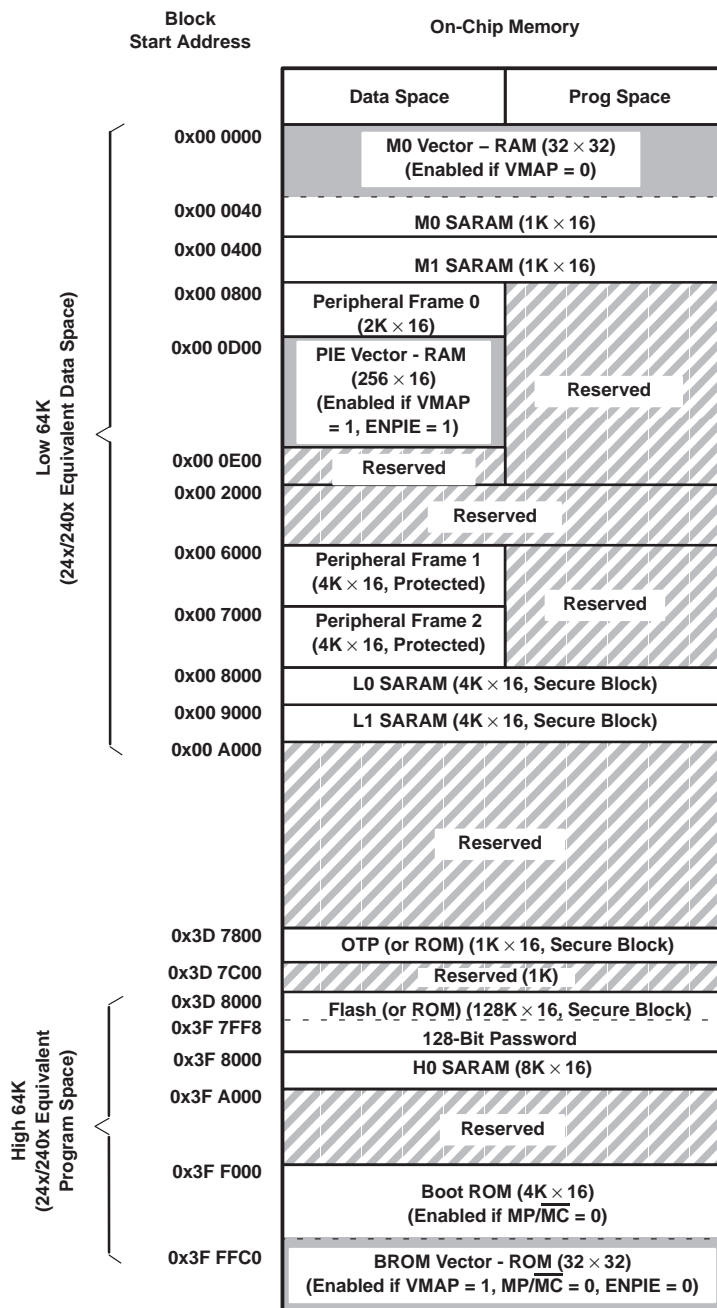 Block
Start Address
On-Chip Memory
Data Space
Prog Space
0x00 0000
M0 Vector – RAM (32 × 32)
(Enabled if VMAP = 0)
0x00 0040
M0 SARAM (1K × 16)
0x00 0400
M1 SARAM (1K × 16)
0x00 0800
Peripheral Frame 0
(2K × 16)
0x00 0D00
PIE Vector - RAM
(256 × 16)
(Enabled if VMAP
= 1, ENPIE = 1)
Reserved
0x00 0E00
Reserved
0x00 2000
Reserved
0x00 6000
Peripheral Frame 1
(4K × 16, Protected)
0x00 7000
Peripheral Frame 2
(4K × 16, Protected)
Reserved
0x00 8000
L0 SARAM (4K × 16, Secure Block)
0x00 9000
L1 SARAM (4K × 16, Secure Block)
0x00 A000
Low 64K
(24x/240x Equivalent Data Space)
Reserved
0x3D 7800
OTP (or ROM) (1K × 16, Secure Block)
0x3D 7C00
Reserved (1K)
0x3D 8000
Flash (or ROM) (128K × 16, Secure Block)
0x3F 7FF8
128-Bit Password
0x3F 8000
H0 SARAM (8K × 16)
0x3F A000
Reserved
High 64K
(24x/240x Equivalent
Program Space)
0x3F F000
Boot ROM (4K × 16)
(Enabled if MP/M̅C̅ = 0)
0x3F FFC0
BROM Vector - ROM (32 × 32)
(Enabled if VMAP = 1, MP/M̅C̅ = 0, ENPIE = 0)